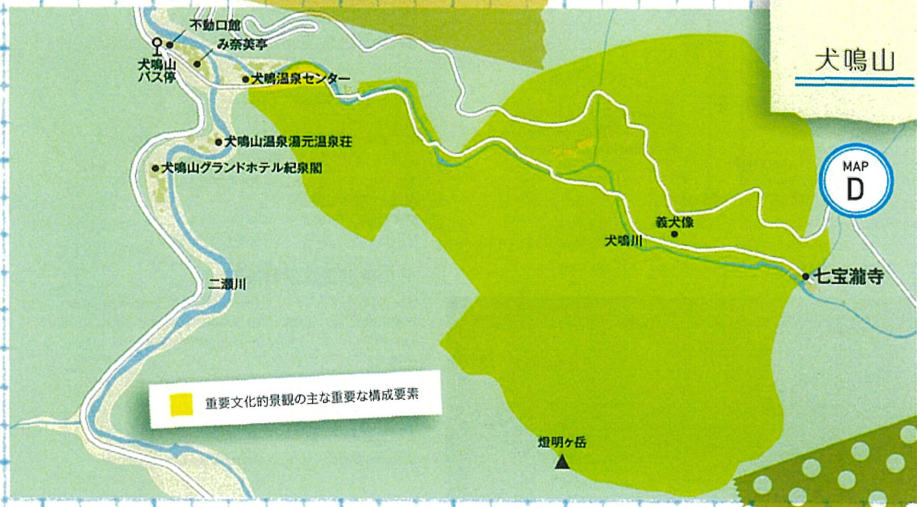 犬鳴山
MAP
D
不動口館
み奈美亭
犬鳴山
バス停
犬鳴温泉センター
犬鳴山温泉湯元温泉荘
犬鳴山グランドホテル紀泉閣
義犬像
犬鳴川
七宝瀧寺
二瀬川
重要文化的景観の主な重要な構成要素
燈明ヶ岳